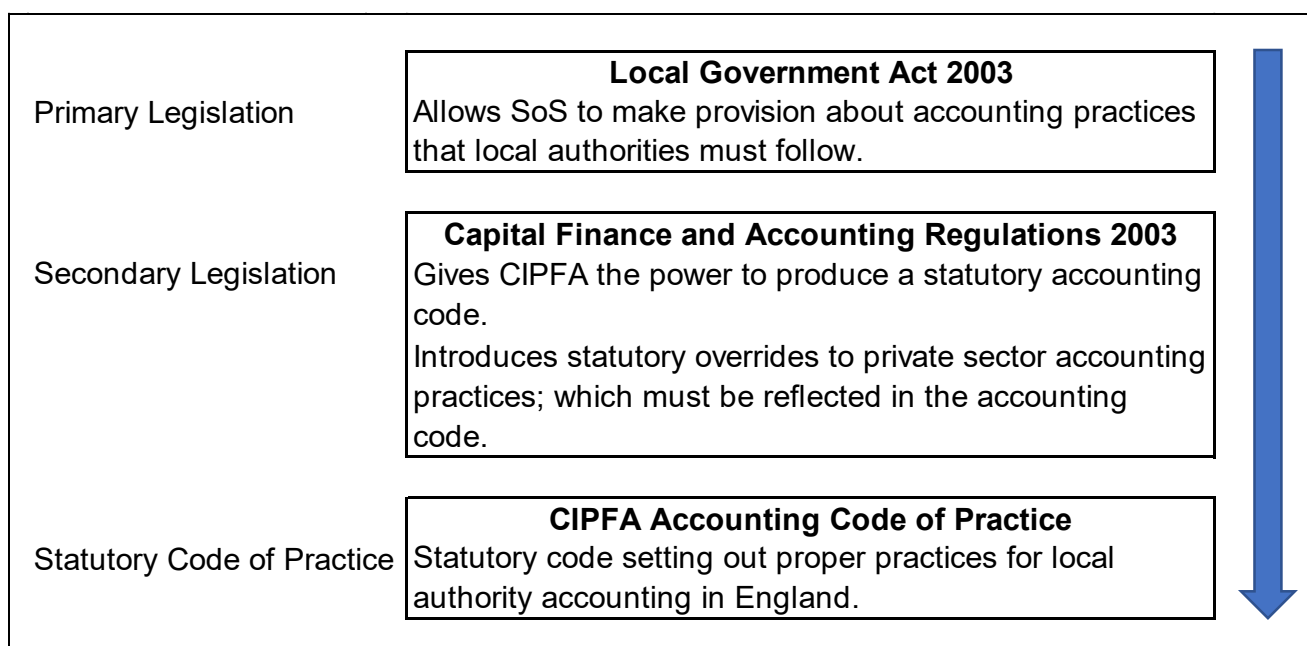 Primary Legislation
Local Government Act 2003
Allows SoS to make provision about accounting practices
that local authorities must follow.
Secondary Legislation
Capital Finance and Accounting Regulations 2003
Gives CIPFA the power to produce a statutory accounting
code.
Introduces statutory overrides to private sector accounting
practices; which must be reflected in the accounting
code.
Statutory Code of Practice
CIPFA Accounting Code of Practice
Statutory code setting out proper practices for local
authority accounting in England.